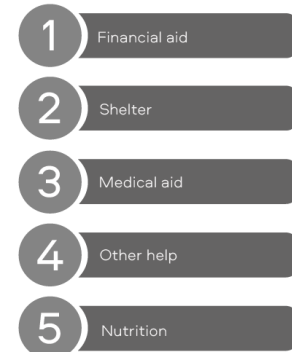 1 Financial aid
2 Shelter
3 Medical aid
4 Other help
5 Nutrition